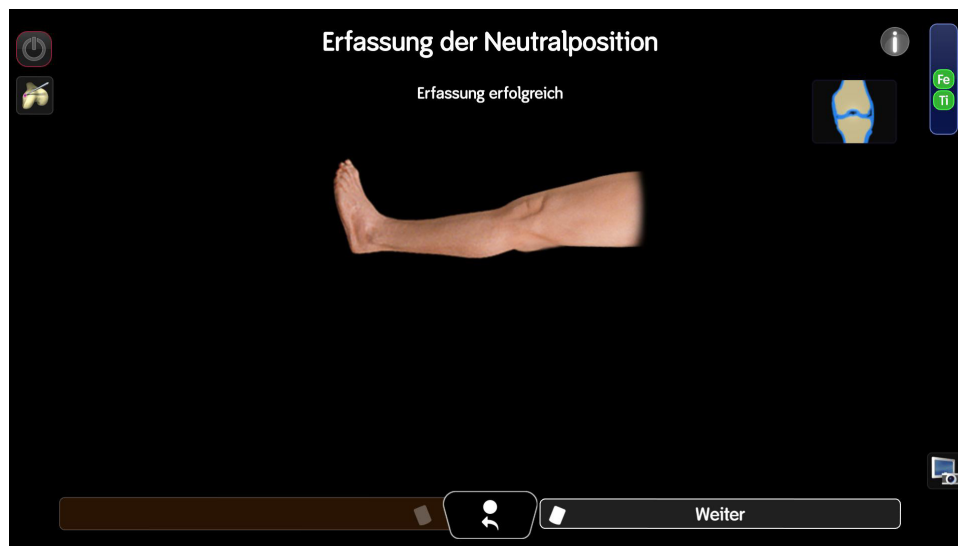 Erfassung der Neutralposition
Erfassung erfolgreich
Fe
Ti
Weiter